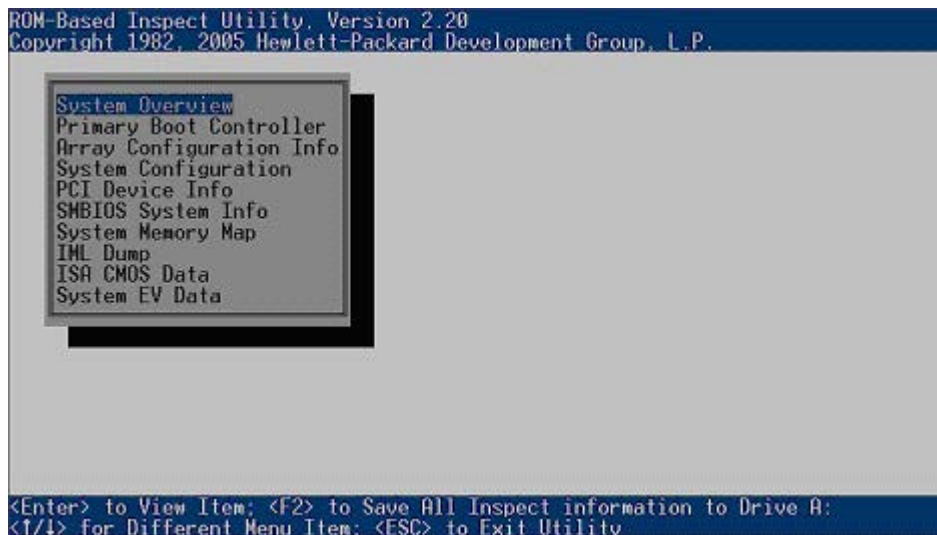 ROM-Based Inspect Utility, Version 2.20
Copyright 1982, 2005 Hewlett-Packard Development Group, L.P.
System Overview
Primary Boot Controller
Array Configuration Info
System Configuration
PCI Device Info
SMBIOS System Info
System Memory Map
IML Dump
ISA CMOS Data
System EV Data
<Enter> to View Item; <F2> to Save All Inspect information to Drive A:
<↑/↓> for Different Menu Item; <ESC> to Exit Utility